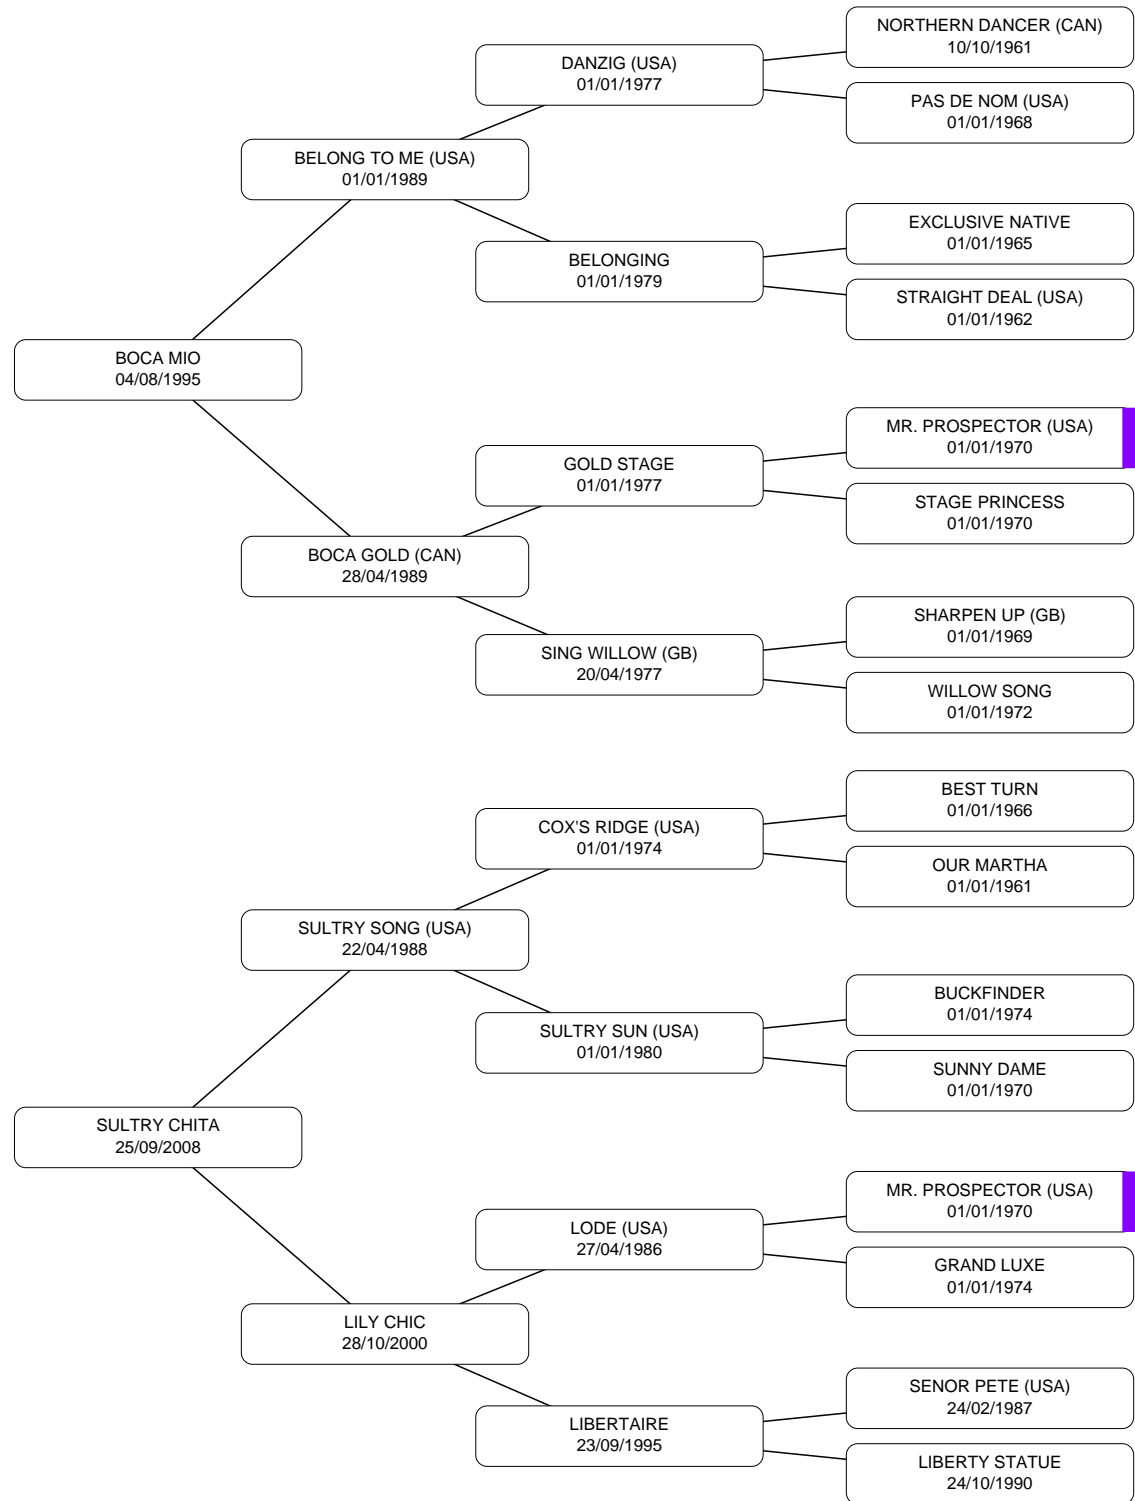 NORTHERN DANCER (CAN)
10/10/1961
DANZIG (USA)
01/01/1977
PAS DE NOM (USA)
01/01/1968
BELONG TO ME (USA)
01/01/1989
EXCLUSIVE NATIVE
01/01/1965
BELONGING
01/01/1979
STRAIGHT DEAL (USA)
01/01/1962
BOCA MIO
04/08/1995
MR. PROSPECTOR (USA)
01/01/1970
GOLD STAGE
01/01/1977
STAGE PRINCESS
01/01/1970
BOCA GOLD (CAN)
28/04/1989
SHARPEN UP (GB)
01/01/1969
SING WILLOW (GB)
20/04/1977
WILLOW SONG
01/01/1972
BEST TURN
01/01/1966
COX'S RIDGE (USA)
01/01/1974
OUR MARTHA
01/01/1961
SULTRY SONG (USA)
22/04/1988
BUCKFINDER
01/01/1974
SULTRY SUN (USA)
01/01/1980
SUNNY DAME
01/01/1970
SULTRY CHITA
25/09/2008
MR. PROSPECTOR (USA)
01/01/1970
LODE (USA)
27/04/1986
GRAND LUXE
01/01/1974
LILY CHIC
28/10/2000
SENOR PETE (USA)
24/02/1987
LIBERTAIRE
23/09/1995
LIBERTY STATUE
24/10/1990